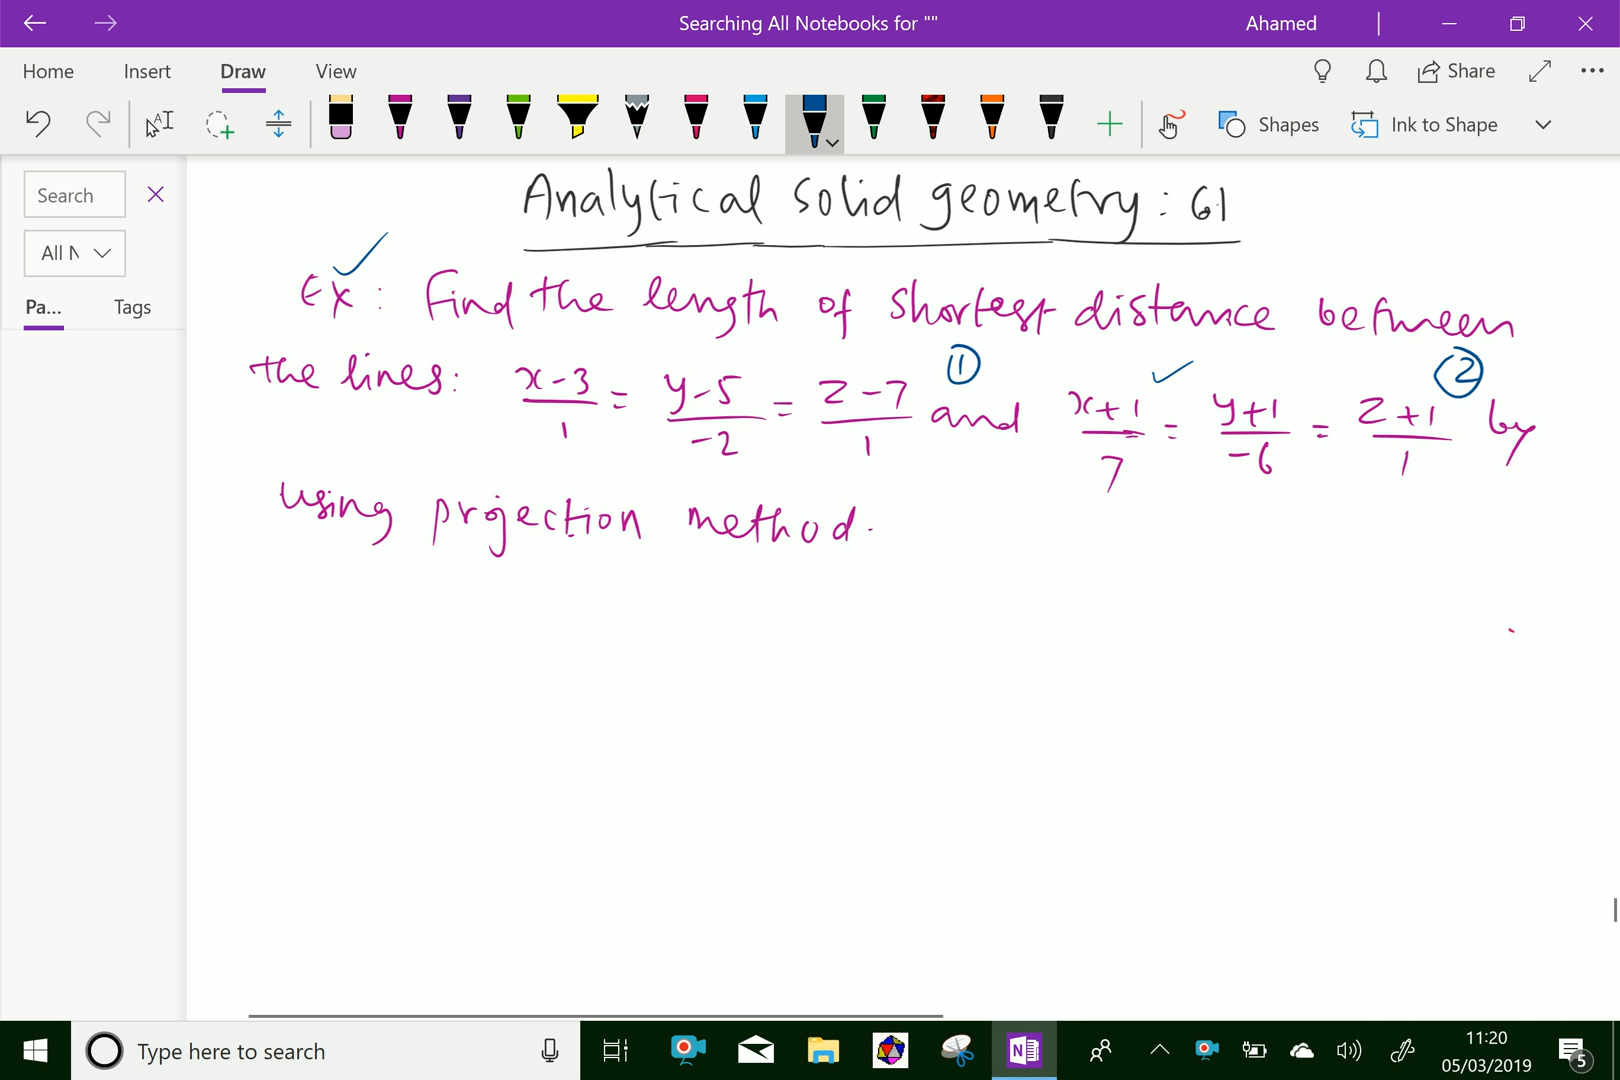 Searching All Notebooks for ""
Ahamed
Home Insert Draw View
Share
Shapes
Ink to Shape
Search
All N
Pa...
Tags
Analytical solid geometry: 61
Ex: Find the length of shortest distance between
the lines: x-3/1 = y-5/-2 = z-7/1 ① and x+1/7 = y+1/-6 = z+1/1 ② by
using projection method.
Type here to search
N
11:20
05/03/2019
5